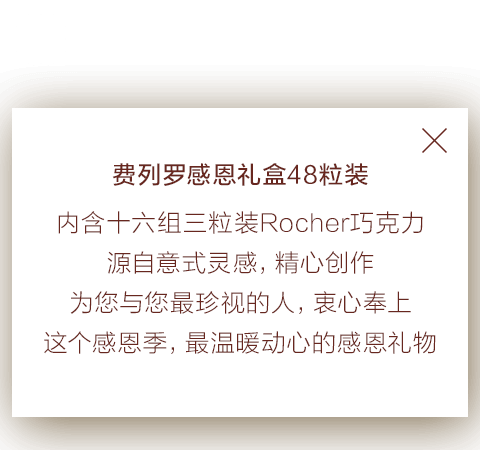 费列罗感恩礼盒48粒装
内含十六组三粒装Rocher巧克力
源自意式灵感，精心创作
为您与您最珍视的人，衷心奉上
这个感恩季，最温暖动心的感恩礼物